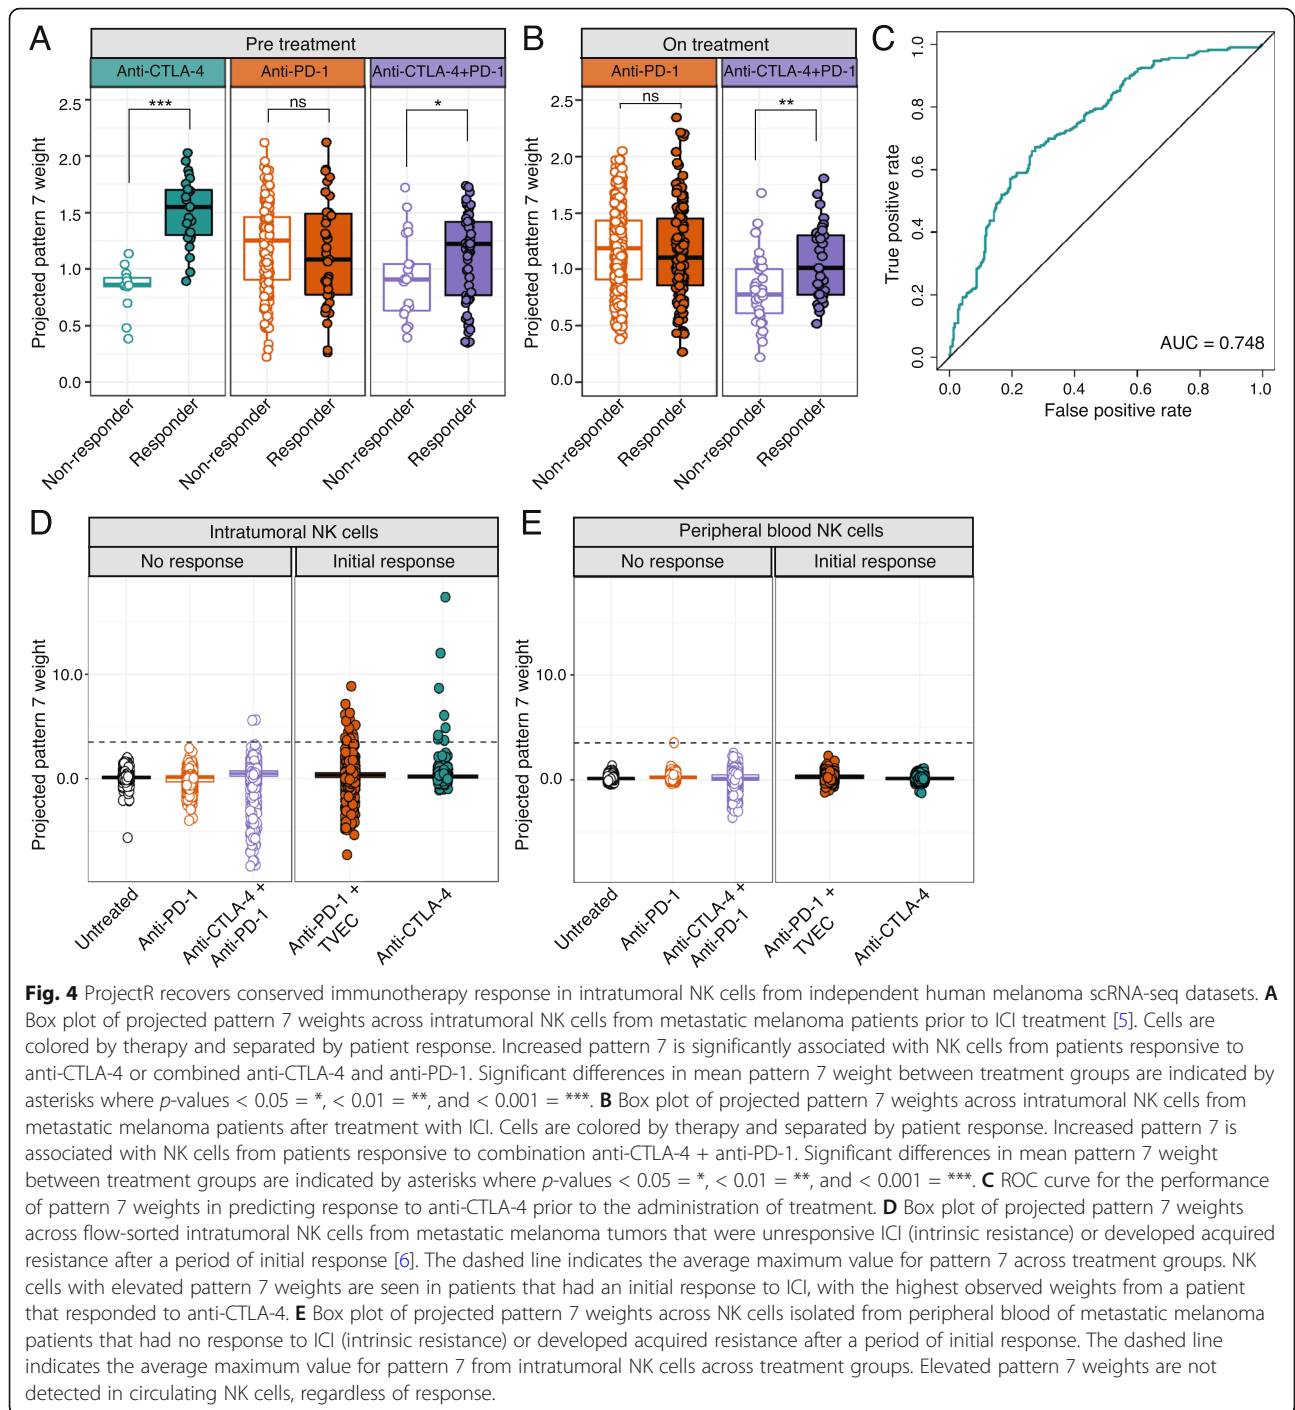 A
Pre treatment
Anti-CTLA-4
Anti-PD-1
Anti-CTLA-4+PD-1
Projected pattern 7 weight
2.5
2.0
1.5
1.0
0.5
0.0
***
ns
*
Non-responder
Responder
Non-responder
Responder
Non-responder
Responder
B
On treatment
Anti-PD-1
Anti-CTLA-4+PD-1
Projected pattern 7 weight
2.5
2.0
1.5
1.0
0.5
0.0
ns
**
Non-responder
Responder
Non-responder
Responder
C
True positive rate
1.0
0.8
0.6
0.4
0.2
0.0
AUC = 0.748
0.0
0.2
0.4
0.6
0.8
1.0
False positive rate
D
Intratumoral NK cells
No response
Initial response
Projected pattern 7 weight
10.0
0.0
Untreated
Anti-PD-1
Anti-CTLA-4 +
Anti-PD-1
Anti-PD-1 +
TVEC
Anti-CTLA-4
E
Peripheral blood NK cells
No response
Initial response
Projected pattern 7 weight
10.0
0.0
Untreated
Anti-PD-1
Anti-CTLA-4 +
Anti-PD-1
Anti-PD-1 +
TVEC
Anti-CTLA-4
Fig. 4 ProjectR recovers conserved immunotherapy response in intratumoral NK cells from independent human melanoma scRNA-seq datasets. A
Box plot of projected pattern 7 weights across intratumoral NK cells from metastatic melanoma patients prior to ICI treatment [5]. Cells are
colored by therapy and separated by patient response. Increased pattern 7 is significantly associated with NK cells from patients responsive to
anti-CTLA-4 or combined anti-CTLA-4 and anti-PD-1. Significant differences in mean pattern 7 weight between treatment groups are indicated by
asterisks where p-values < 0.05 = *, < 0.01 = **, and < 0.001 = ***. B Box plot of projected pattern 7 weights across intratumoral NK cells from
metastatic melanoma patients after treatment with ICI. Cells are colored by therapy and separated by patient response. Increased pattern 7 is
associated with NK cells from patients responsive to combination anti-CTLA-4 + anti-PD-1. Significant differences in mean pattern 7 weight
between treatment groups are indicated by asterisks where p-values < 0.05 = *, < 0.01 = **, and < 0.001 = ***. C ROC curve for the performance
of pattern 7 weights in predicting response to anti-CTLA-4 prior to the administration of treatment. D Box plot of projected pattern 7 weights
across flow-sorted intratumoral NK cells from metastatic melanoma tumors that were unresponsive ICI (intrinsic resistance) or developed acquired
resistance after a period of initial response [6]. The dashed line indicates the average maximum value for pattern 7 across treatment groups. NK
cells with elevated pattern 7 weights are seen in patients that had an initial response to ICI, with the highest observed weights from a patient
that responded to anti-CTLA-4. E Box plot of projected pattern 7 weights across NK cells isolated from peripheral blood of metastatic melanoma
patients that had no response to ICI (intrinsic resistance) or developed acquired resistance after a period of initial response. The dashed line
indicates the average maximum value for pattern 7 from intratumoral NK cells across treatment groups. Elevated pattern 7 weights are not
detected in circulating NK cells, regardless of response.